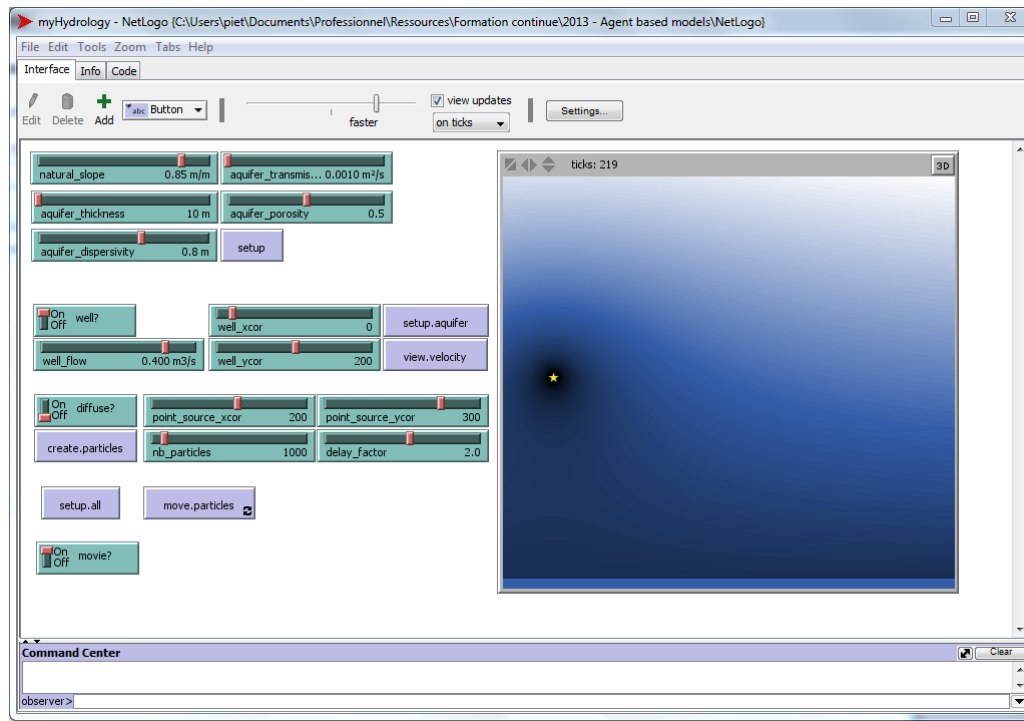 myHydrology - NetLogo {C:\Users\piet\Documents\Professionnel\Ressources\Formation continue\2013 - Agent based models\NetLogo}
File Edit Tools Zoom Tabs Help
Interface Info Code
Edit Delete Add abc Button faster view updates on ticks Settings...
ticks: 219 3D
natural_slope 0.85 m/m aquifer_transmis... 0.0010 m²/s
aquifer_thickness 10 m aquifer_porosity 0.5
aquifer_dispersivity 0.8 m setup
On Off well? well_xcor 0 setup.aquifer
well_flow 0.400 m3/s well_ycor 200 view.velocity
On Off diffuse? point_source_xcor 200 point_source_ycor 300
create.particles nb_particles 1000 delay_factor 2.0
setup.all move.particles
On Off movie?
Command Center Clear
observer>